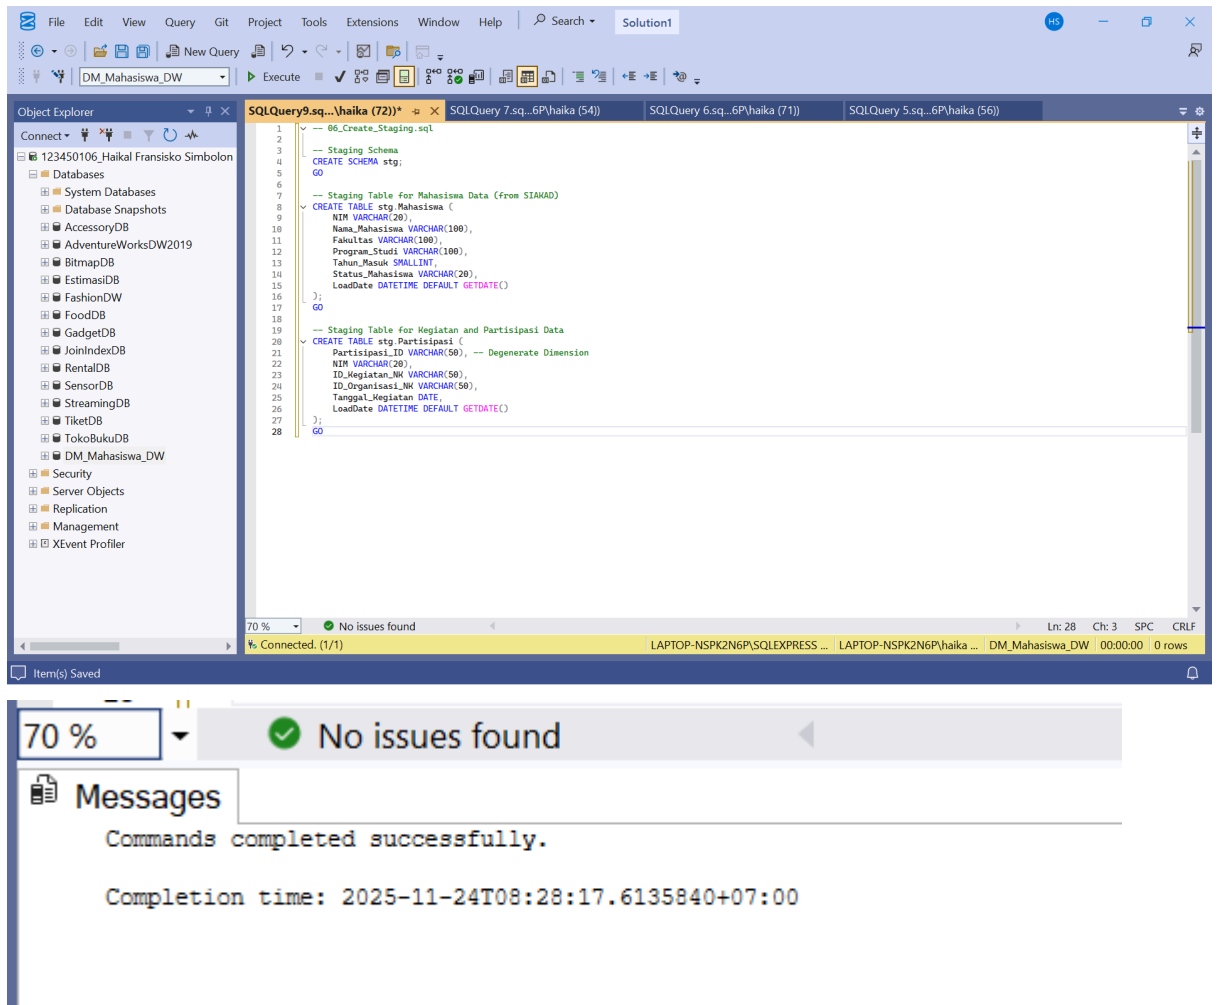 File Edit View Query Git Project Tools Extensions Window Help Search Solution1 HS
New Query
DM_Mahasiswa_DW Execute
Object Explorer
Connect
123450106_Haikal Fransisko Simbolon
Databases
System Databases
Database Snapshots
AccessoryDB
AdventureWorksDW2019
BitmapDB
EstimasiDB
FashionDW
FoodDB
GadgetDB
JoinIndexDB
RentalDB
SensorDB
StreamingDB
TiketDB
TokoBukuDB
DM_Mahasiswa_DW
Security
Server Objects
Replication
Management
XEvent Profiler
SQLQuery9.sq...\haika (72))* SQLQuery 7.sq...6P\haika (54)) SQLQuery 6.sq...6P\haika (71)) SQLQuery 5.sq...6P\haika (56))
1 -- 06_Create_Staging.sql
2
3 -- Staging Schema
4 CREATE SCHEMA stg;
5 GO
6
7 -- Staging Table for Mahasiswa Data (from SIAKAD)
8 CREATE TABLE stg.Mahasiswa (
9 NIM VARCHAR(20),
10 Nama_Mahasiswa VARCHAR(100),
11 Fakultas VARCHAR(100),
12 Program_Studi VARCHAR(100),
13 Tahun_Masuk SMALLINT,
14 Status_Mahasiswa VARCHAR(20),
15 LoadDate DATETIME DEFAULT GETDATE()
16 );
17 GO
18
19 -- Staging Table for Kegiatan and Partisipasi Data
20 CREATE TABLE stg.Partisipasi (
21 Partisipasi_ID VARCHAR(50), -- Degenerate Dimension
22 NIM VARCHAR(20),
23 ID_Kegiatan_NK VARCHAR(50),
24 ID_Organisasi_NK VARCHAR(50),
25 Tanggal_Kegiatan DATE,
26 LoadDate DATETIME DEFAULT GETDATE()
27 );
28 GO
70 % No issues found Ln: 28 Ch: 3 SPC CRLF
Connected. (1/1) LAPTOP-NSPK2N6P\SQLEXPRESS ... LAPTOP-NSPK2N6P\haika ... DM_Mahasiswa_DW 00:00:00 0 rows
Item(s) Saved
70 % No issues found
Messages
Commands completed successfully.
Completion time: 2025-11-24T08:28:17.6135840+07:00